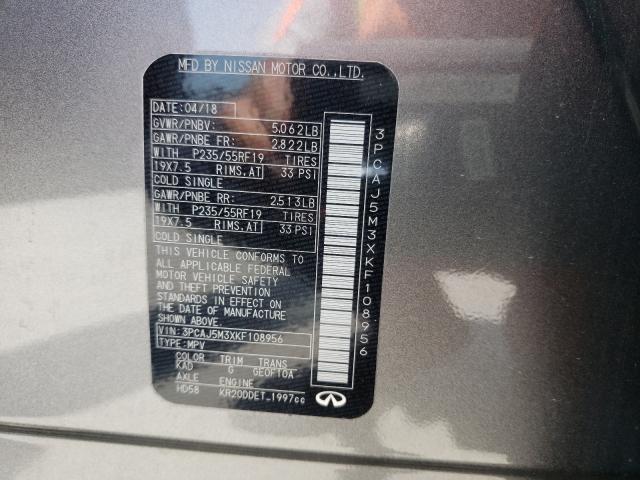 MFD BY NISSAN MOTOR CO.,LTD.
DATE:04/18
GVWR/PNBV: 5.062LB
GAWR/PNBE FR: 2.822LB
WITH P235/55RF19 TIRES
19X7.5 RIMS.AT 33 PSI
COLD SINGLE
GAWR/PNBE RR: 2.513LB
WITH P235/55RF19 TIRES
19X7.5 RIMS.AT 33 PSI
COLD SINGLE
THIS VEHICLE CONFORMS TO
ALL APPLICABLE FEDERAL
MOTOR VEHICLE SAFETY
AND THEFT PREVENTION
STANDARDS IN EFFECT ON
THE DATE OF MANUFACTURE
SHOWN ABOVE.
VIN:3PCAJ5M3XKF108956
TYPE:MPV
COLOR TRIM TRANS
KAD G GE0F10A
AXLE ENGINE
HD58 KR20DDET_1997cc
3PCAJ5M3XKF108956